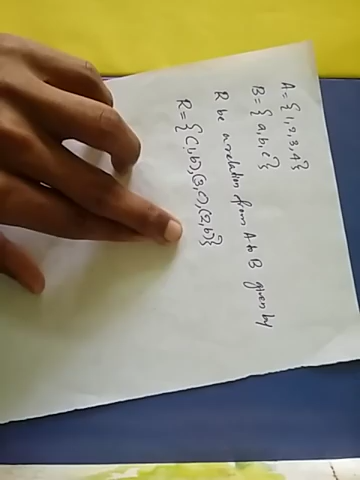 A = {1, 2, 3, 4}
B = {a, b, c}
R be a relation from A to B given by
R = {(1, b), (3, c), (2, b)}